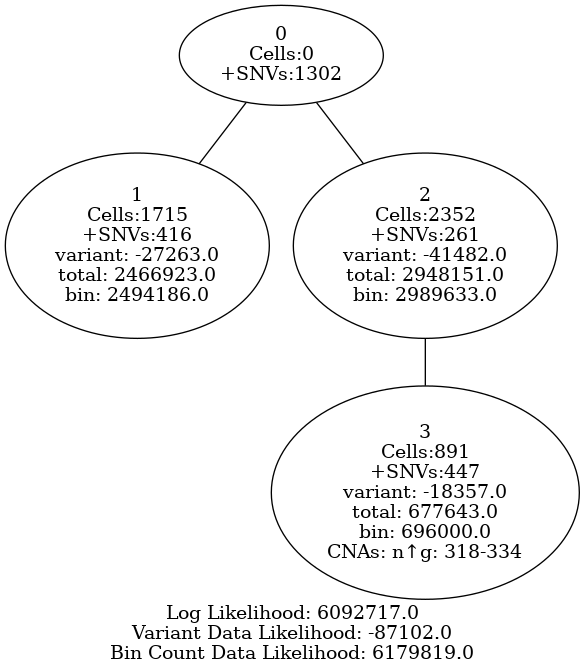 0
Cells:0
+SNVs:1302
1
Cells:1715
+SNVs:416
variant: -27263.0
total: 2466923.0
bin: 2494186.0
2
Cells:2352
+SNVs:261
variant: -41482.0
total: 2948151.0
bin: 2989633.0
3
Cells:891
+SNVs:447
variant: -18357.0
total: 677643.0
bin: 696000.0
CNAs: n↑g: 318-334
Log Likelihood: 6092717.0
Variant Data Likelihood: -87102.0
Bin Count Data Likelihood: 6179819.0